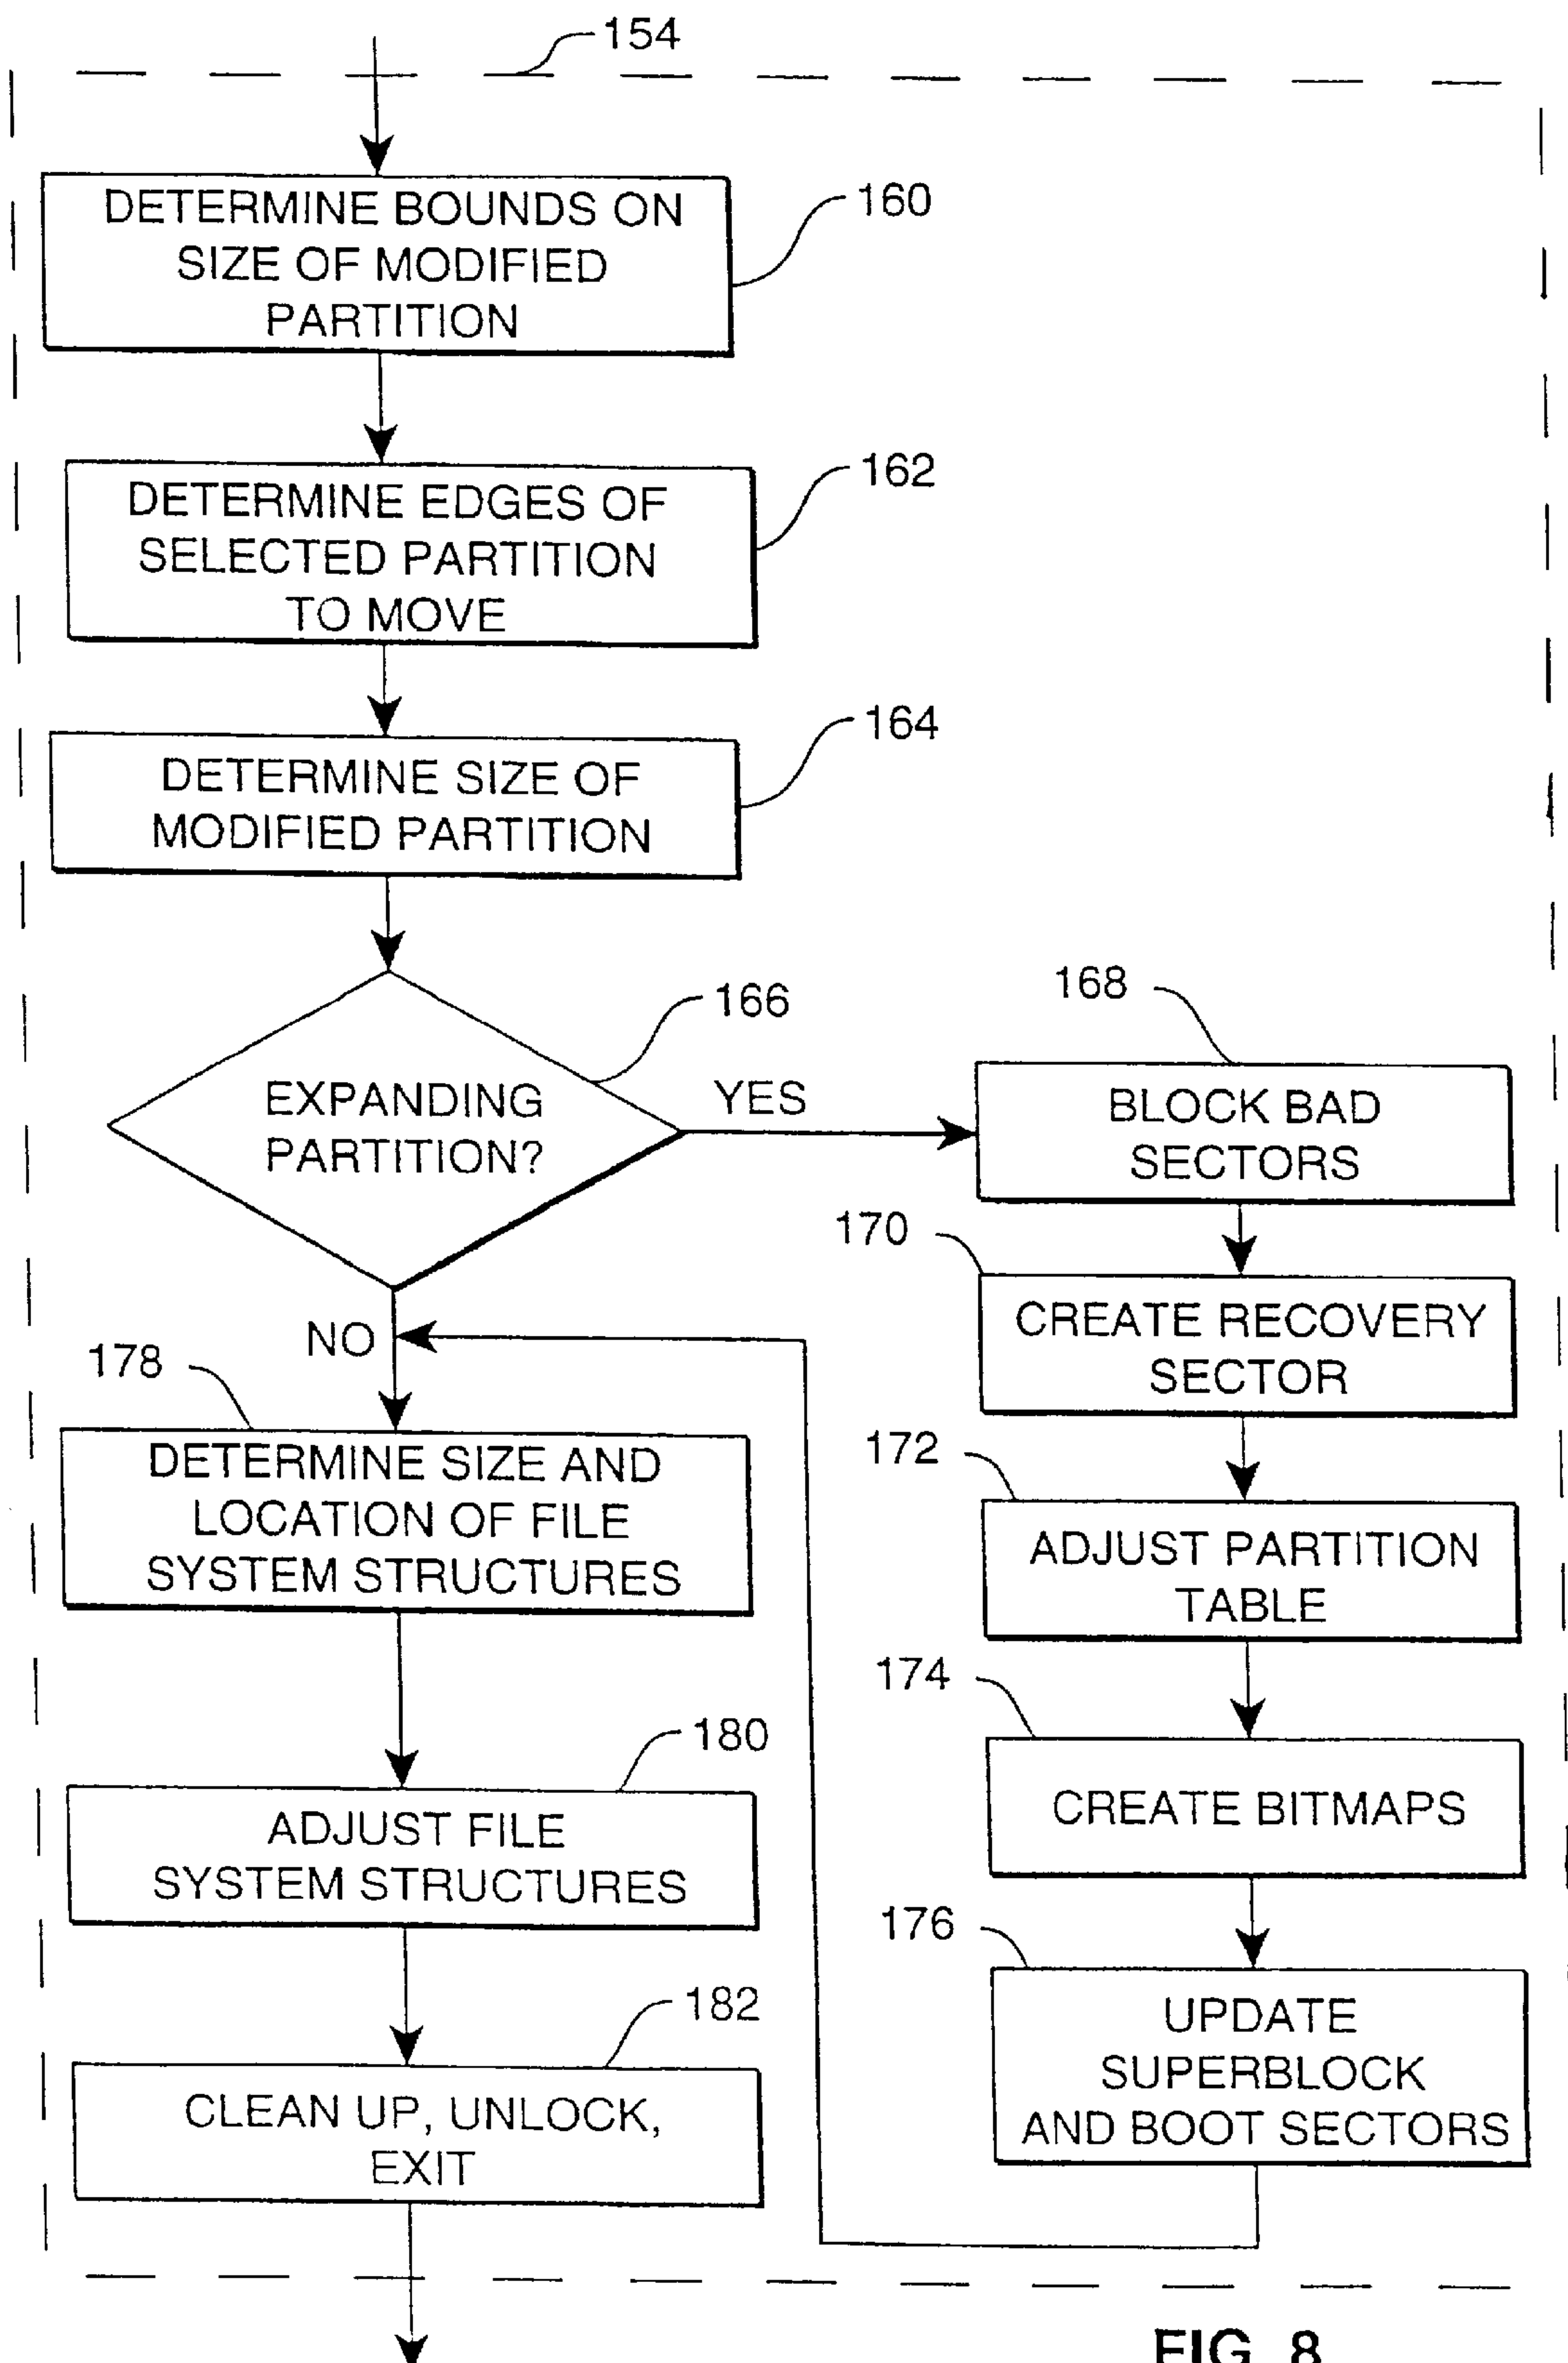 154
DETERMINE BOUNDS ON
SIZE OF MODIFIED
PARTITION
160
DETERMINE EDGES OF
SELECTED PARTITION
TO MOVE
162
DETERMINE SIZE OF
MODIFIED PARTITION
164
EXPANDING
PARTITION?
166
YES
168
BLOCK BAD
SECTORS
170
CREATE RECOVERY
SECTOR
172
ADJUST PARTITION
TABLE
174
CREATE BITMAPS
176
UPDATE
SUPERBLOCK
AND BOOT SECTORS
NO
178
DETERMINE SIZE AND
LOCATION OF FILE
SYSTEM STRUCTURES
180
ADJUST FILE
SYSTEM STRUCTURES
182
CLEAN UP, UNLOCK,
EXIT
FIG. 8